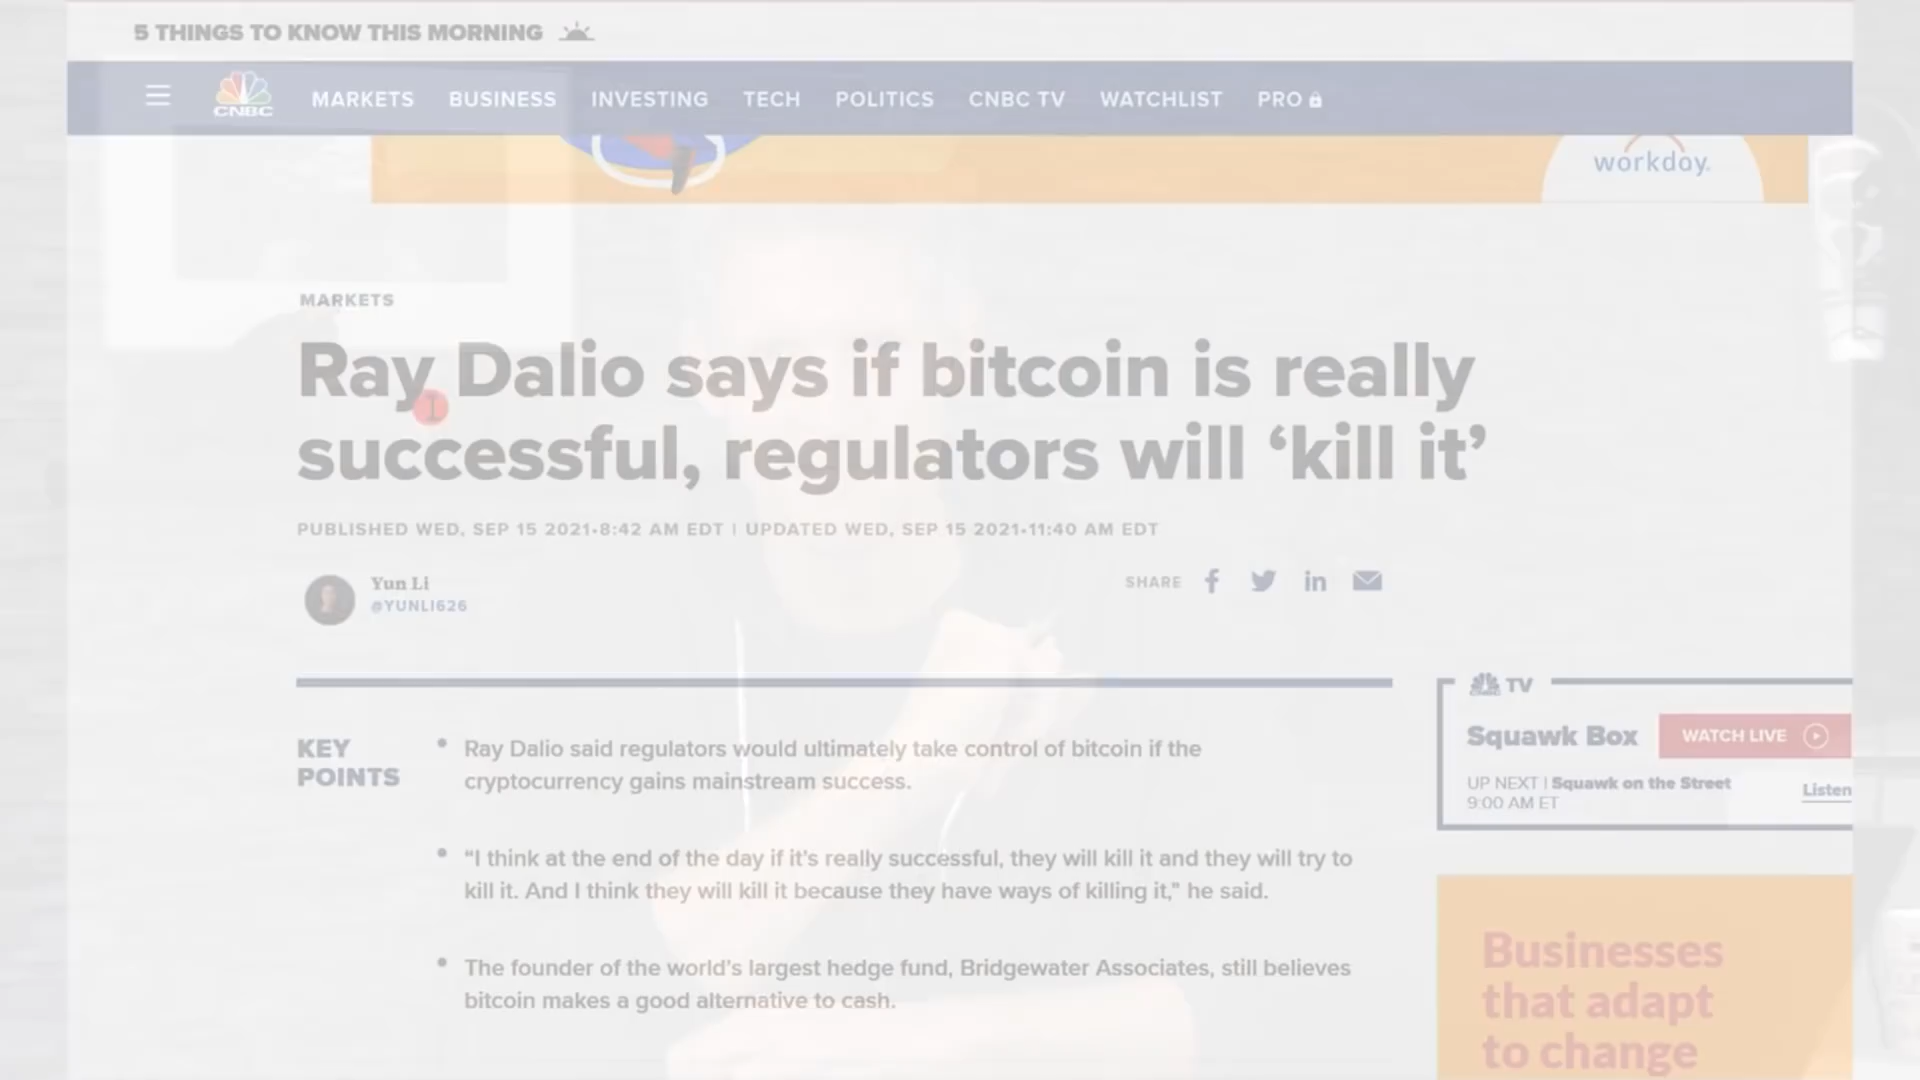 5 THINGS TO KNOW THIS MORNING
CNBC MARKETS BUSINESS INVESTING TECH POLITICS CNBC TV WATCHLIST PRO
workday.
MARKETS
Ray Dalio says if bitcoin is really
successful, regulators will ‘kill it’
PUBLISHED WED, SEP 15 2021•8:42 AM EDT | UPDATED WED, SEP 15 2021•11:40 AM EDT
Yun Li
@YUNLI626
SHARE f in
KEY
POINTS
• Ray Dalio said regulators would ultimately take control of bitcoin if the
cryptocurrency gains mainstream success.
• “I think at the end of the day if it’s really successful, they will kill it and they will try to
kill it. And I think they will kill it because they have ways of killing it,” he said.
• The founder of the world’s largest hedge fund, Bridgewater Associates, still believes
bitcoin makes a good alternative to cash.
CNBC TV
Squawk Box WATCH LIVE
UP NEXT | Squawk on the Street
9:00 AM ET
Listen
Businesses
that adapt
to change